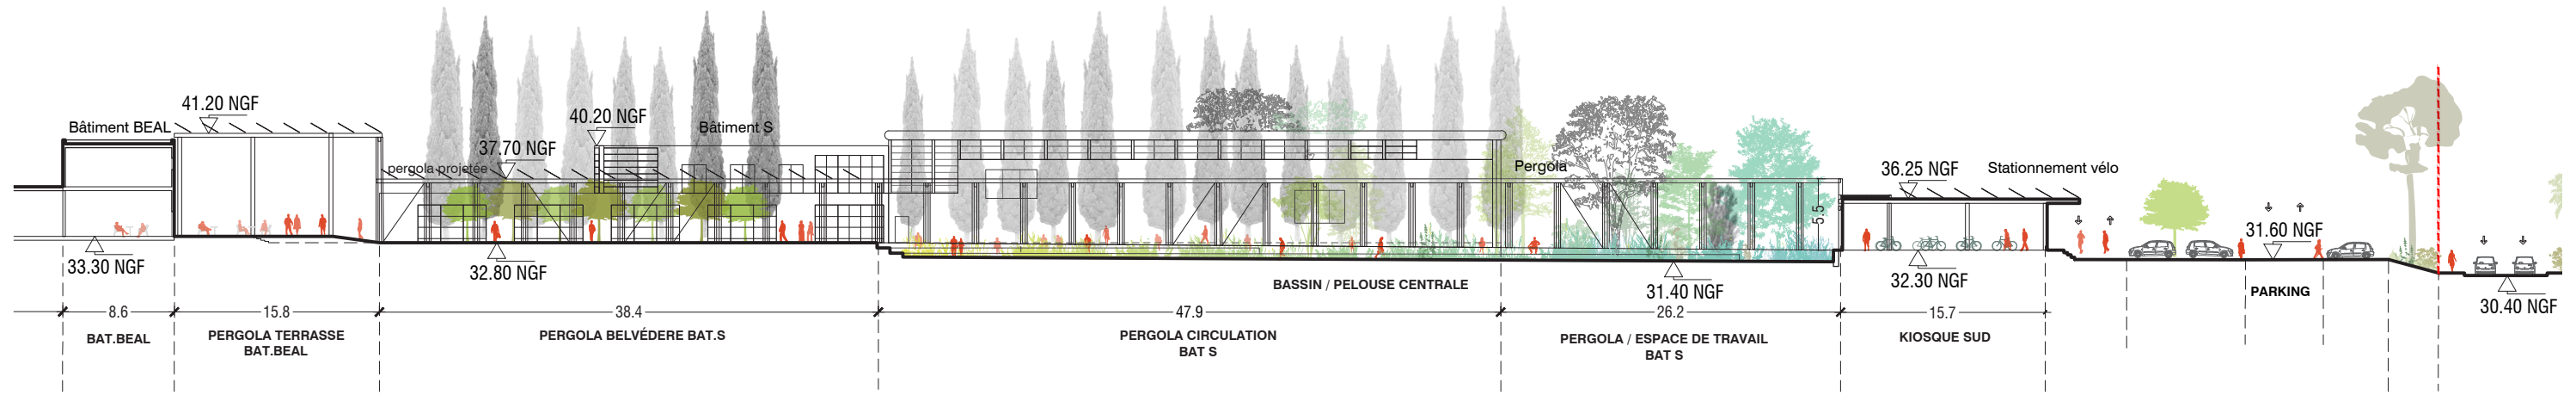 41.20 NGF
Bâtiment BEAL
40.20 NGF
Bâtiment S
37.70 NGF
pergola projetée
Pergola
36.25 NGF
Stationnement vélo
5.5
33.30 NGF
32.80 NGF
31.60 NGF
32.30 NGF
31.40 NGF
30.40 NGF
BASSIN / PELOUSE CENTRALE
PARKING
8.6
15.8
38.4
47.9
26.2
15.7
BAT.BEAL
PERGOLA TERRASSE
BAT.BEAL
PERGOLA BELVÉDERE BAT.S
PERGOLA CIRCULATION
BAT S
PERGOLA / ESPACE DE TRAVAIL
BAT S
KIOSQUE SUD